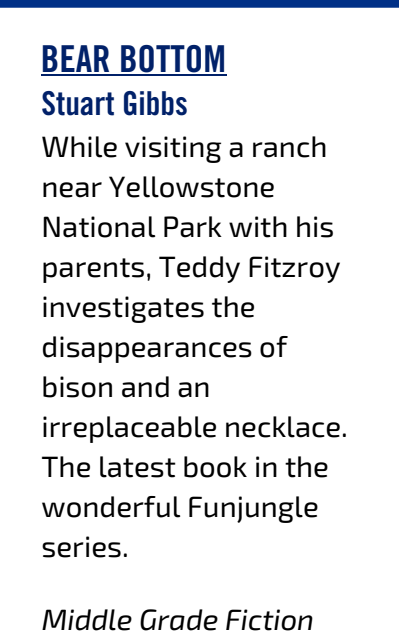 BEAR BOTTOM
Stuart Gibbs
While visiting a ranch
near Yellowstone
National Park with his
parents, Teddy Fitzroy
investigates the
disappearances of
bison and an
irreplaceable necklace.
The latest book in the
wonderful Funjungle
series.
Middle Grade Fiction